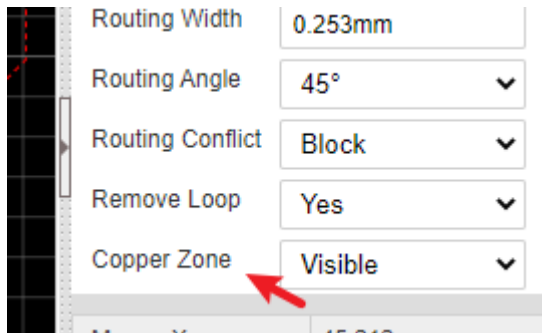 Routing Width 0.253mm
Routing Angle 45°
Routing Conflict Block
Remove Loop Yes
Copper Zone Visible